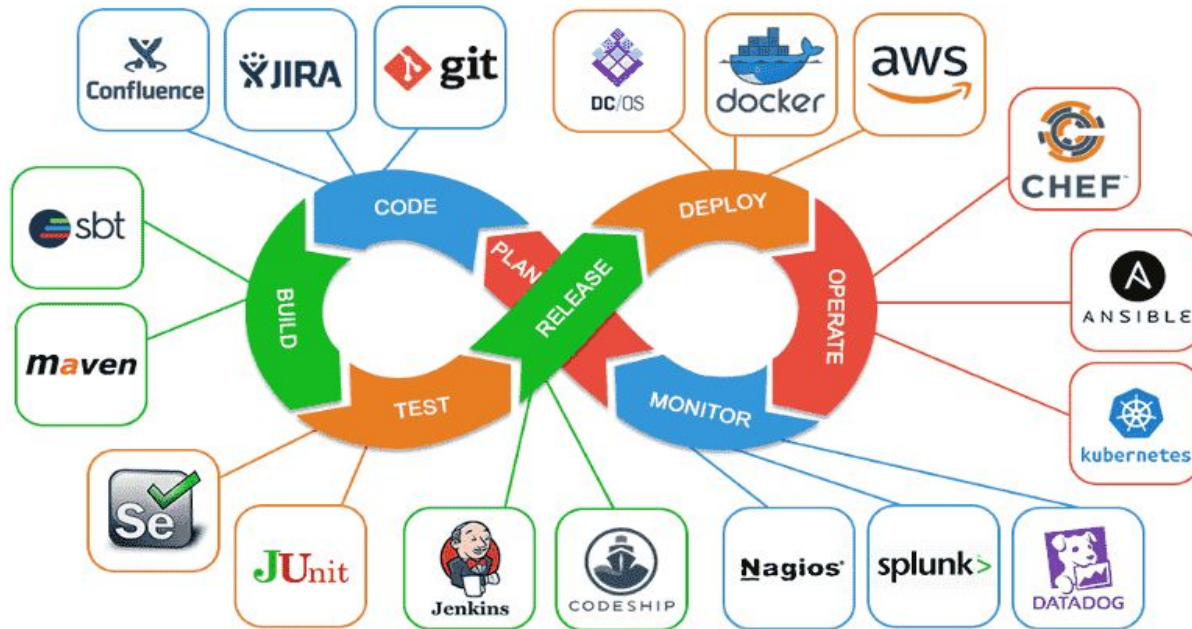 Confluence
JIRA
git
DC/OS
docker
aws
CHEF™
sbt
CODE
DEPLOY
PLAN
RELEASE
BUILD
OPERATE
ANSIBLE
maven
TEST
MONITOR
kubernetes
Se
JUnit
Jenkins
CODESHIP
Nagios®
splunk>
DATADOG